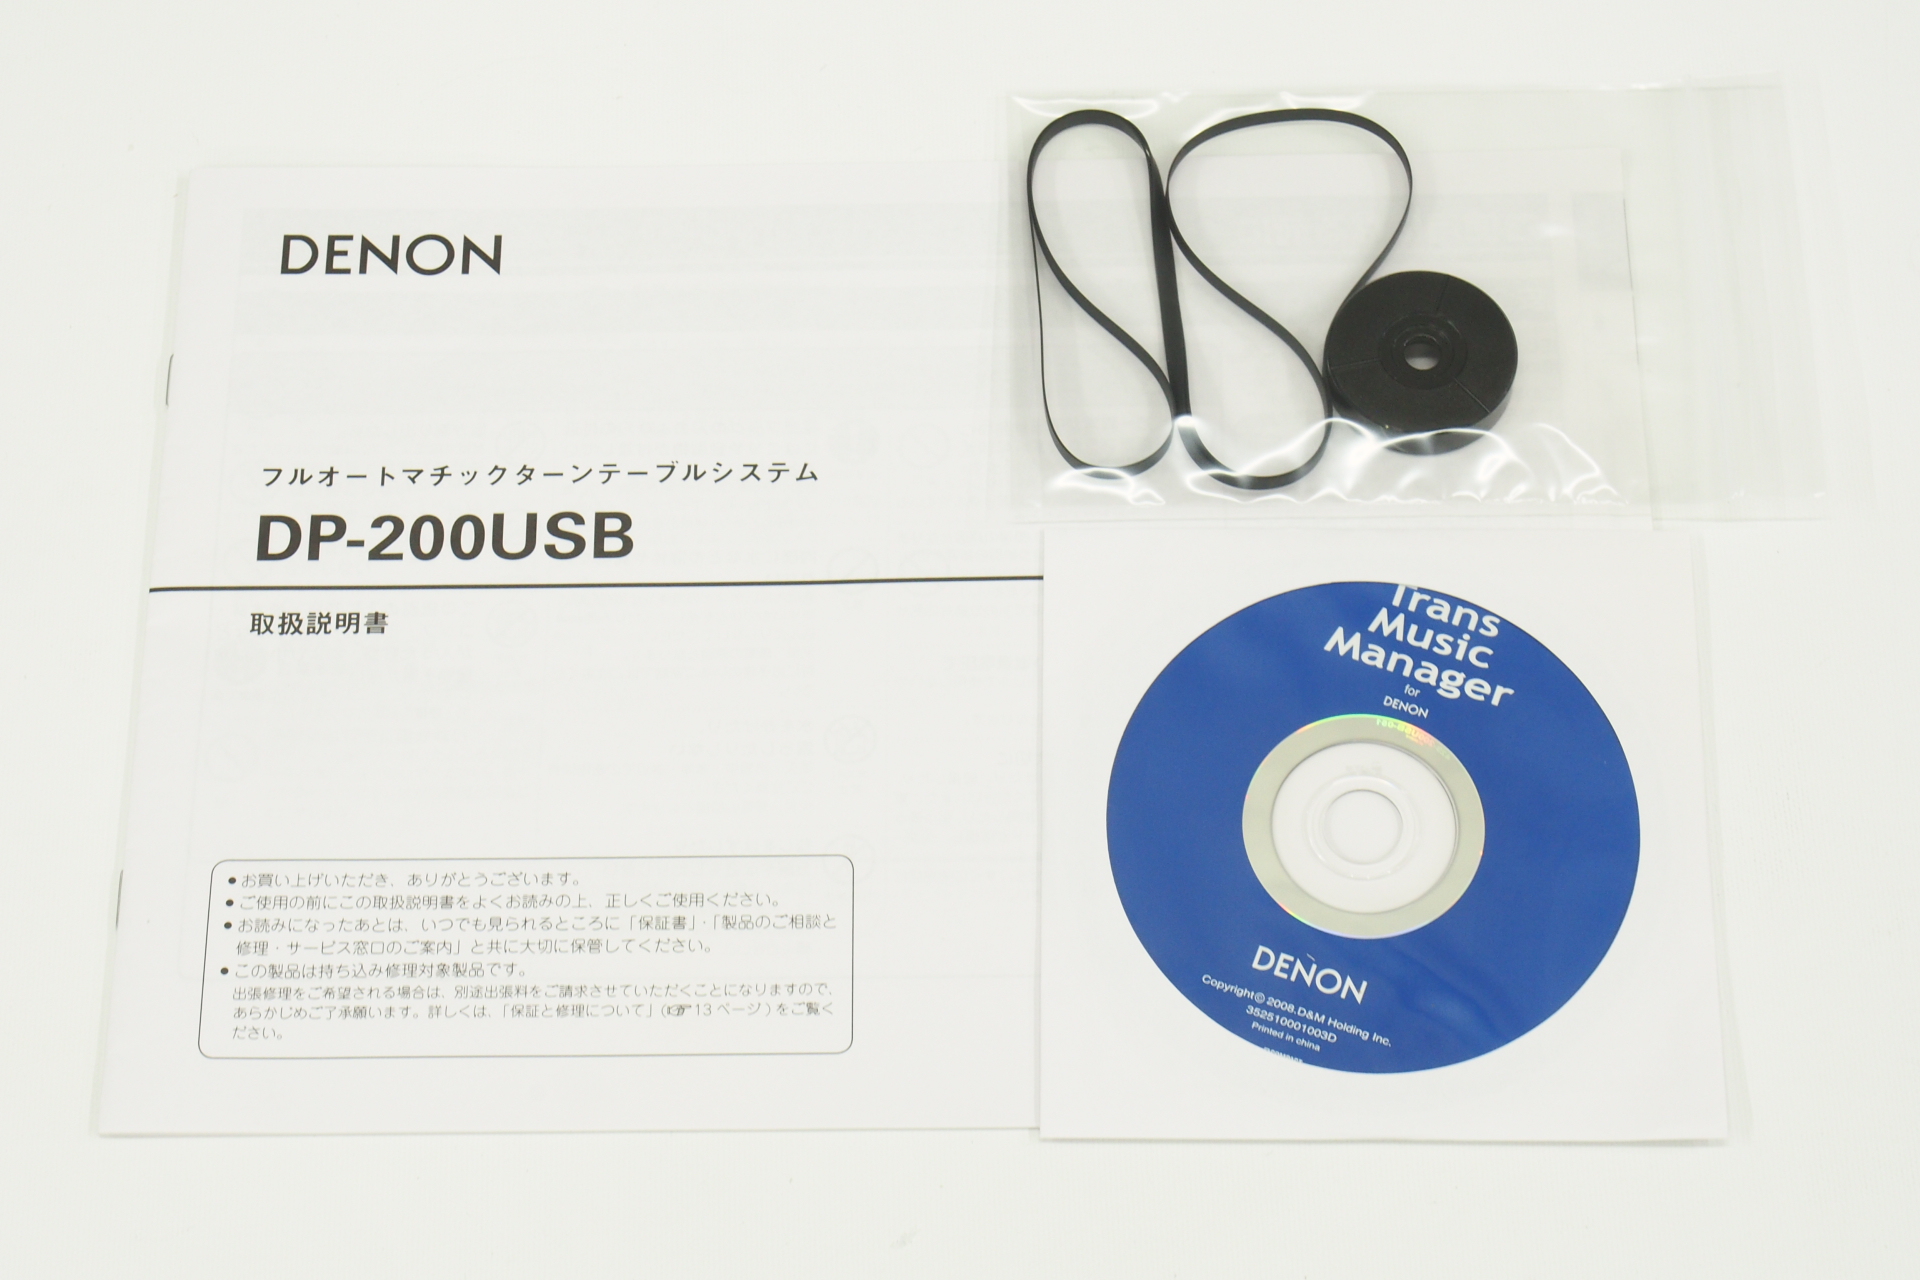 DENON
フルオートマチックターンテーブルシステム
DP-200USB
取扱説明書
●お買い上げいただき、ありがとうございます。
●ご使用の前にこの取扱説明書をよくお読みの上、正しくご使用ください。
●お読みになったあとは、いつでも見られるところに「保証書」・「製品のご相談と
修理・サービス窓口のご案内」と共に大切に保管してください。
●この製品は持ち込み修理対象製品です。
出張修理をご希望される場合は、別途出張料をご請求させていただくことになりますので、
あらかじめご了承願います。詳しくは、「保証と修理について」(☞13 ページ)をご覧く
ださい。
Trans
Music
Manager
for
DENON
DENON
Copyright© 2008.D&M Holding Inc.
352510001003D
Printed in china